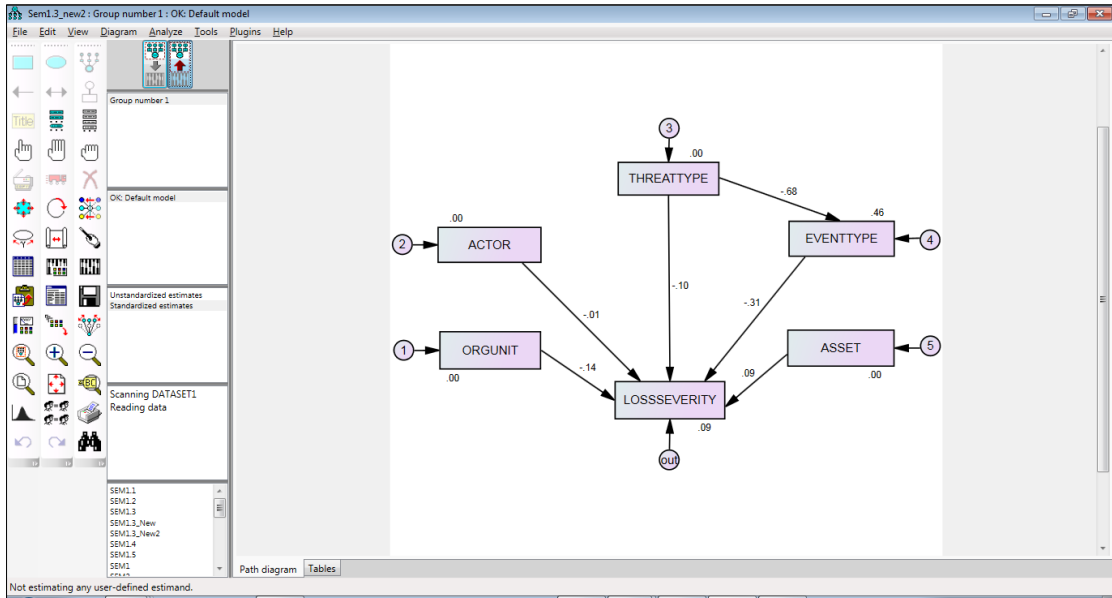 Sem1.3_new2 : Group number 1 : OK: Default model
File Edit View Diagram Analyze Tools Plugins Help
Title
Group number 1
OK: Default model
Unstandardized estimates
Standardized estimates
Scanning DATASET1
Reading data
SEM1.1
SEM1.2
SEM1.3
SEM1.3_New
SEM1.3_New2
SEM1.4
SEM1.5
SEM1
3
.00
THREATTYPE
-.68
.46
.00
2
ACTOR
EVENTTYPE
4
-.10
-.01
-.31
1
ORGUNIT
.00
-.14
ASSET
5
.00
.09
LOSSSEVERITY
.09
out
Path diagram Tables
Not estimating any user-defined estimand.